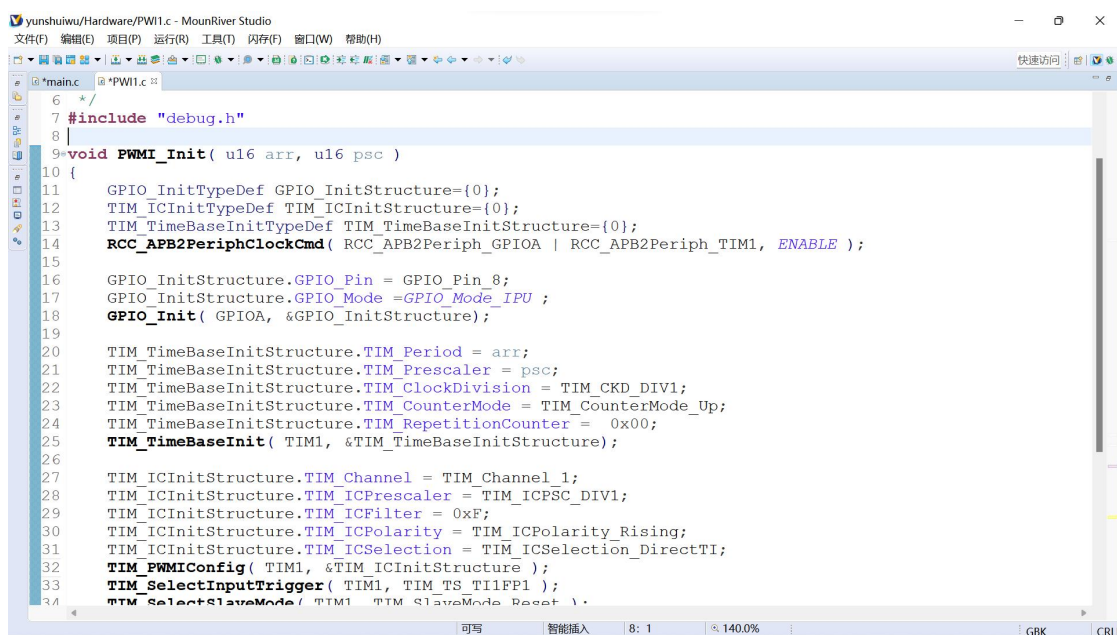 yunshuiwu/Hardware/PWI1.c - MounRiver Studio
文件(F) 编辑(E) 项目(P) 运行(R) 工具(T) 闪存(F) 窗口(W) 帮助(H)
快速访问
*main.c *PWI1.c
6 */
7 #include "debug.h"
8
9 void PWMI_Init( u16 arr, u16 psc )
10 {
11 GPIO_InitTypeDef GPIO_InitStructure={0};
12 TIM_ICInitTypeDef TIM_ICInitStructure={0};
13 TIM_TimeBaseInitTypeDef TIM_TimeBaseInitStructure={0};
14 RCC_APB2PeriphClockCmd( RCC_APB2Periph_GPIOA | RCC_APB2Periph_TIM1, ENABLE );
15
16 GPIO_InitStructure.GPIO_Pin = GPIO_Pin_8;
17 GPIO_InitStructure.GPIO_Mode =GPIO_Mode_IPU ;
18 GPIO_Init( GPIOA, &GPIO_InitStructure);
19
20 TIM_TimeBaseInitStructure.TIM_Period = arr;
21 TIM_TimeBaseInitStructure.TIM_Prescaler = psc;
22 TIM_TimeBaseInitStructure.TIM_ClockDivision = TIM_CKD_DIV1;
23 TIM_TimeBaseInitStructure.TIM_CounterMode = TIM_CounterMode_Up;
24 TIM_TimeBaseInitStructure.TIM_RepetitionCounter = 0x00;
25 TIM_TimeBaseInit( TIM1, &TIM_TimeBaseInitStructure);
26
27 TIM_ICInitStructure.TIM_Channel = TIM_Channel_1;
28 TIM_ICInitStructure.TIM_ICPrescaler = TIM_ICPSC_DIV1;
29 TIM_ICInitStructure.TIM_ICFilter = 0xF;
30 TIM_ICInitStructure.TIM_ICPolarity = TIM_ICPolarity_Rising;
31 TIM_ICInitStructure.TIM_ICSelection = TIM_ICSelection_DirectTI;
32 TIM_PWMIConfig( TIM1, &TIM_ICInitStructure );
33 TIM_SelectInputTrigger( TIM1, TIM_TS_TI1FP1 );
34 TIM_SelectSlaveMode( TIM1, TIM_SlaveMode_Reset );
可写 智能插入 8: 1 140.0% GBK CRL